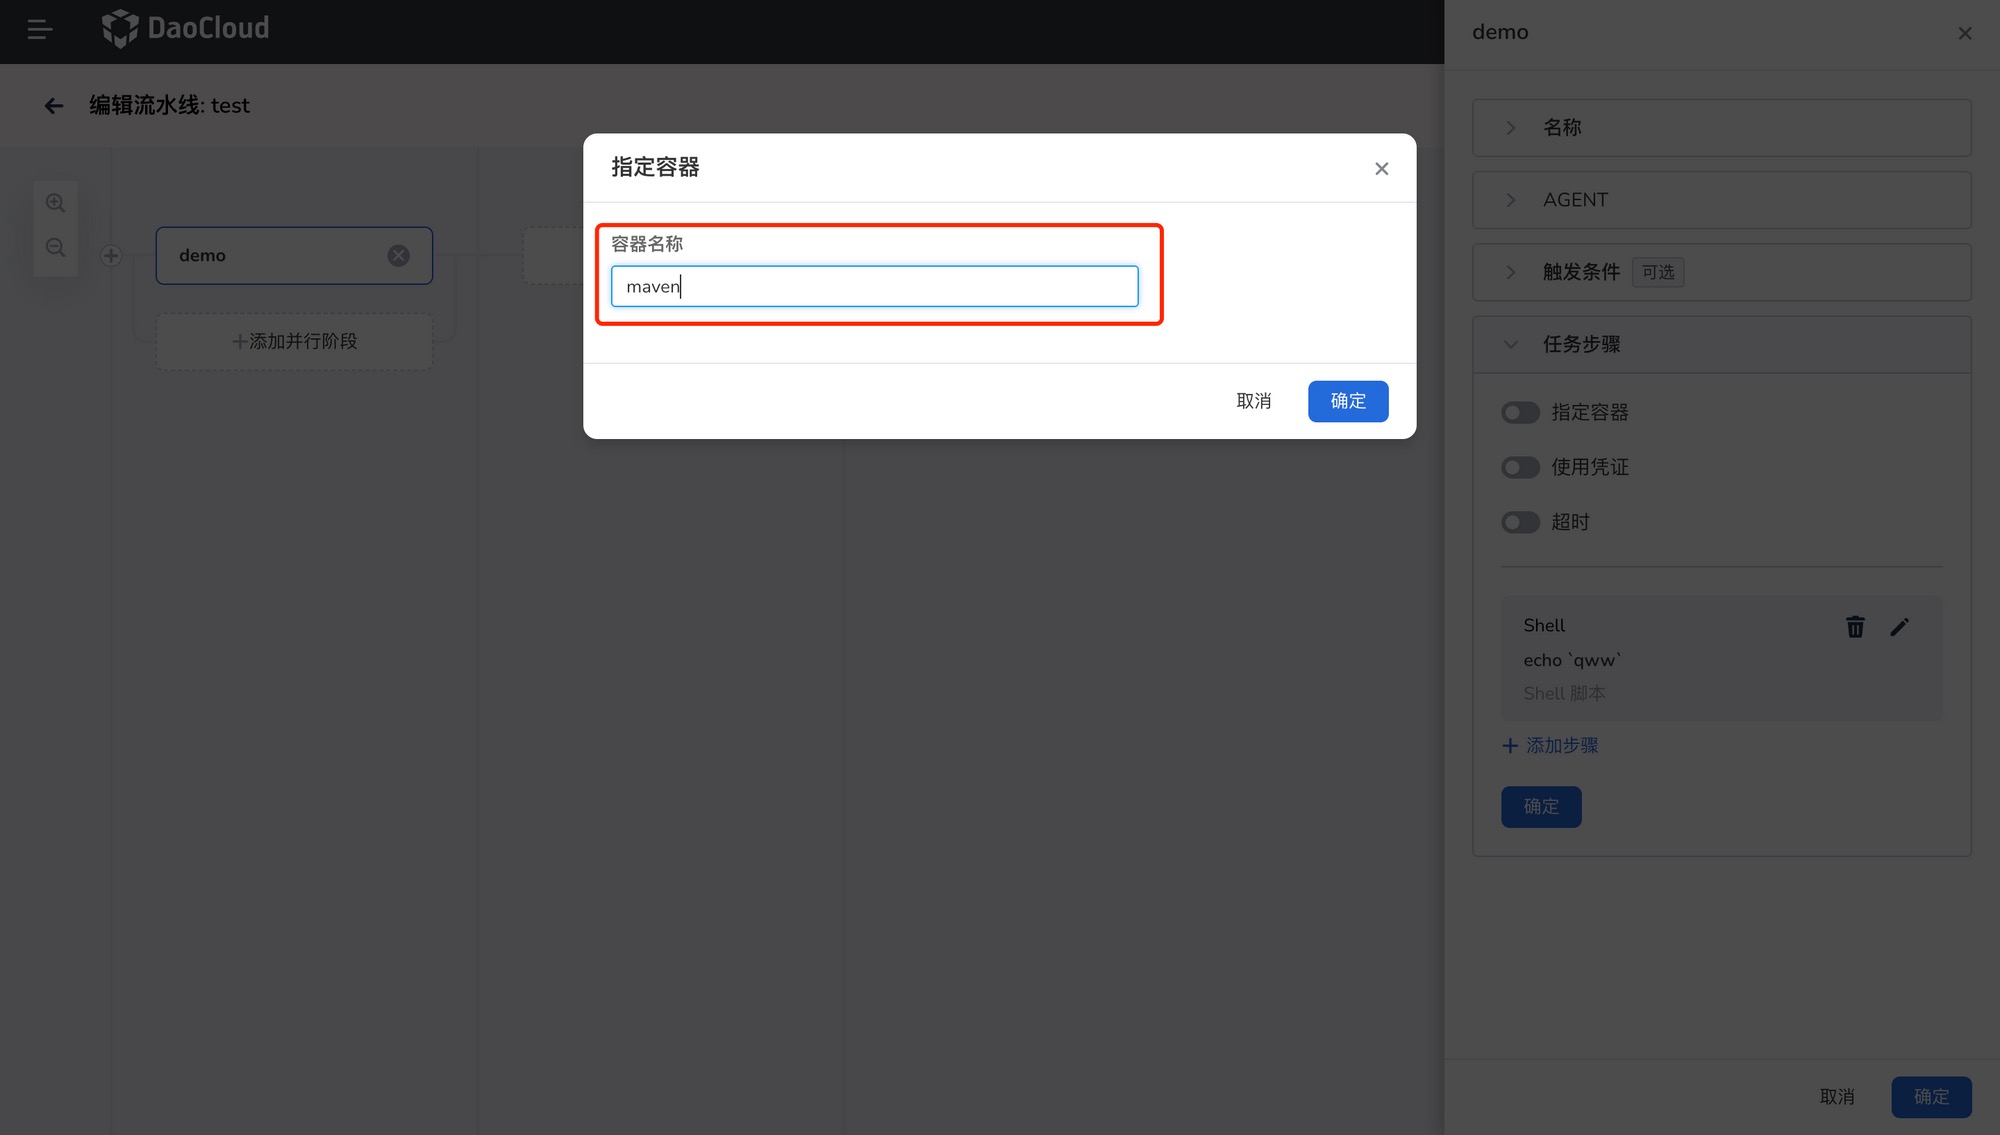 DaoCloud
编辑流水线: test
demo
+添加并行阶段
指定容器
容器名称
maven
取消
确定
demo
名称
AGENT
触发条件 可选
任务步骤
指定容器
使用凭证
超时
Shell
echo `qww`
Shell 脚本
+ 添加步骤
确定
取消
确定